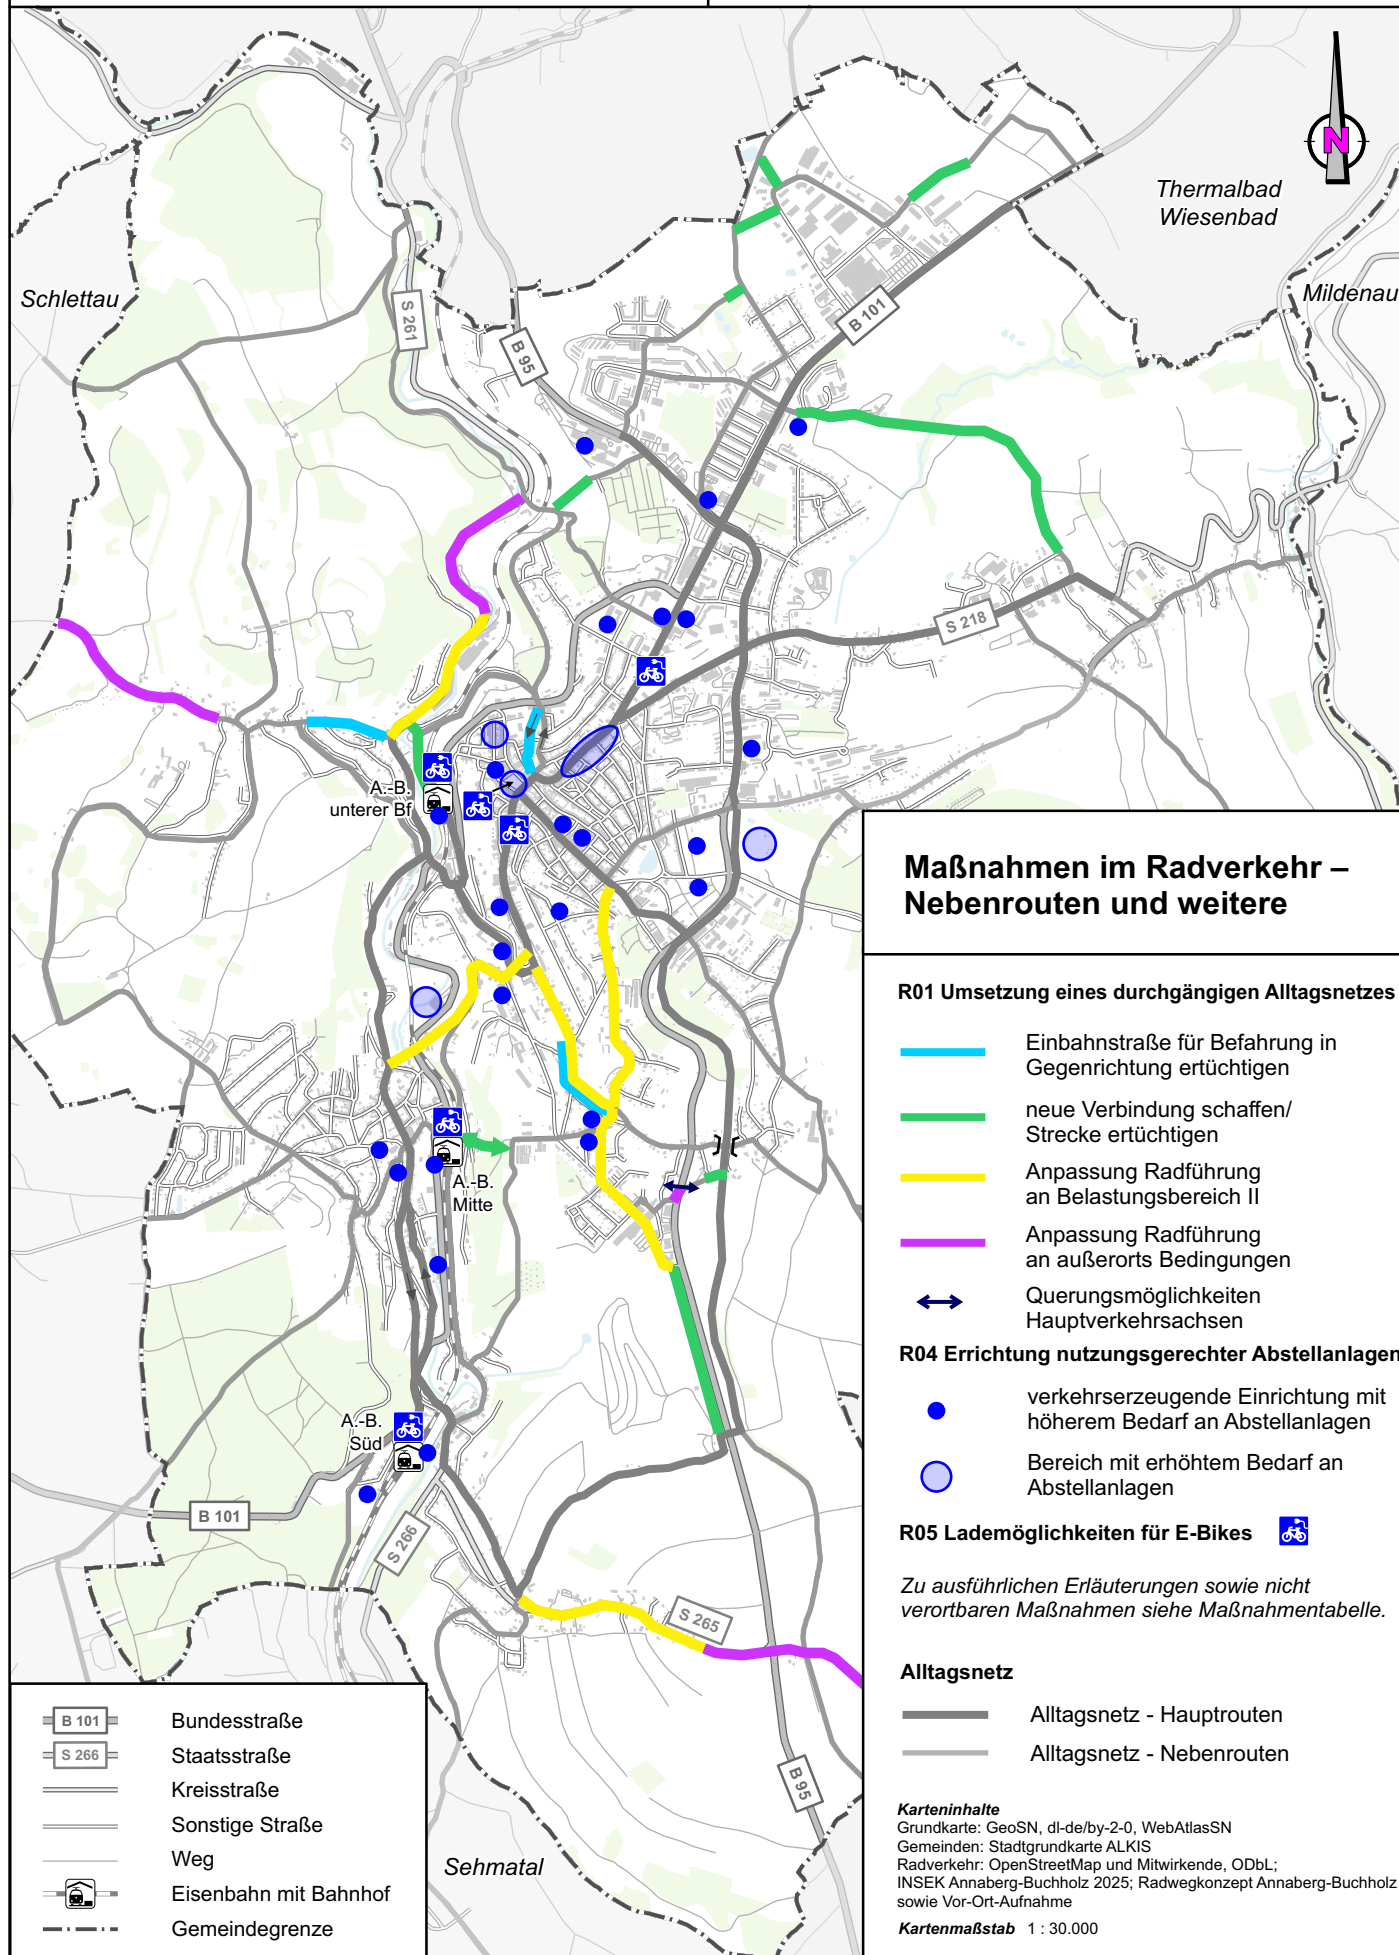 N
Thermalbad
Wiesenbad
Schlettau
Mildenau
S 261
B 95
B 101
S 218
A.-B.
unterer Bf
A.-B.
Mitte
A.-B.
Süd
B 101
S 266
S 265
B 95
Sehmatal
Maßnahmen im Radverkehr –
Nebenrouten und weitere
R01 Umsetzung eines durchgängigen Alltagsnetzes
Einbahnstraße für Befahrung in
Gegenrichtung ertüchtigen
neue Verbindung schaffen/
Strecke ertüchtigen
Anpassung Radführung
an Belastungsbereich II
Anpassung Radführung
an außerorts Bedingungen
Querungsmöglichkeiten
Hauptverkehrsachsen
R04 Errichtung nutzungsgerechter Abstellanlagen
verkehrserzeugende Einrichtung mit
höherem Bedarf an Abstellanlagen
Bereich mit erhöhtem Bedarf an
Abstellanlagen
R05 Lademöglichkeiten für E-Bikes
Zu ausführlichen Erläuterungen sowie nicht
verortbaren Maßnahmen siehe Maßnahmentabelle.
Alltagsnetz
Alltagsnetz - Hauptrouten
Alltagsnetz - Nebenrouten
Karteninhalte
Grundkarte: GeoSN, dl-de/by-2-0, WebAtlasSN
Gemeinden: Stadtgrundkarte ALKIS
Radverkehr: OpenStreetMap und Mitwirkende, ODbL;
INSEK Annaberg-Buchholz 2025; Radwegkonzept Annaberg-Buchholz
sowie Vor-Ort-Aufnahme
Kartenmaßstab 1 : 30.000
B 101 Bundesstraße
S 266 Staatsstraße
Kreisstraße
Sonstige Straße
Weg
Eisenbahn mit Bahnhof
Gemeindegrenze